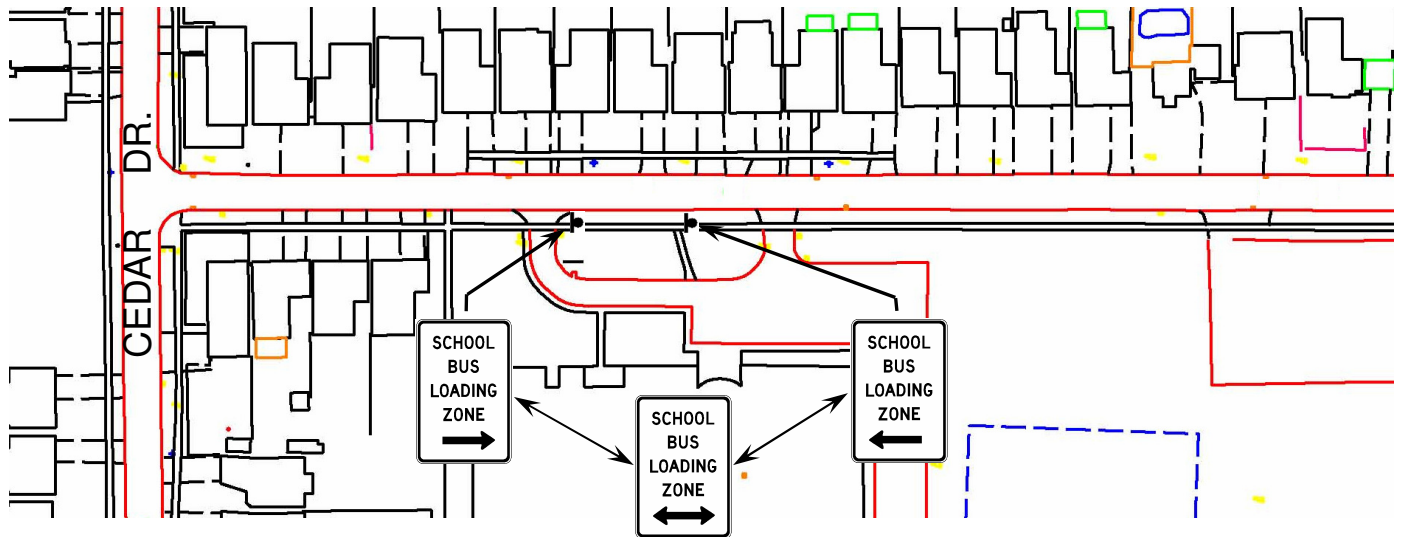 CEDAR DR.
SCHOOL
BUS
LOADING
ZONE
SCHOOL
BUS
LOADING
ZONE
SCHOOL
BUS
LOADING
ZONE